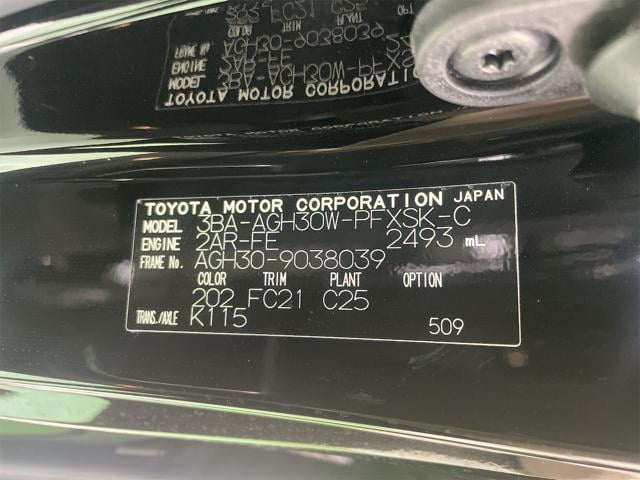 TOYOTA MOTOR CORPORATION JAPAN
MODEL 3BA-AGH30W-PFXSK-C
ENGINE 2AR-FE 2493 mL
FRAME No. AGH30-9038039
COLOR TRIM PLANT OPTION
202 FC21 C25
TRANS./AXLE K115
509